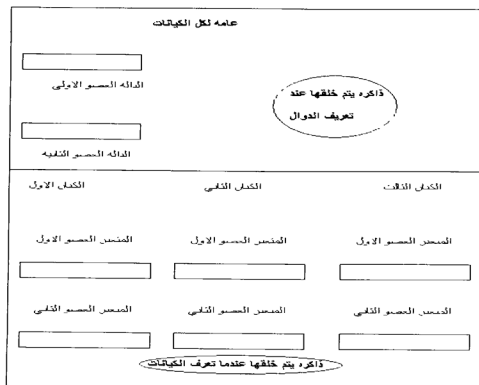 عامه لكل الكيانات
الداله العضو الاولى
ذاكره يتم خلقها عند
تعريف الدوال
الداله العضو الثانيه
الكيان الثالث
الكيان الثاني
الكيان الاول
المتغير العضو الاول
المتغير العضو الاول
المتغير العضو الاول
المتغير العضو الثاني
المتغير العضو الثاني
المتغير العضو الثاني
ذاكره يتم خلقها عندما تعرف الكيانات